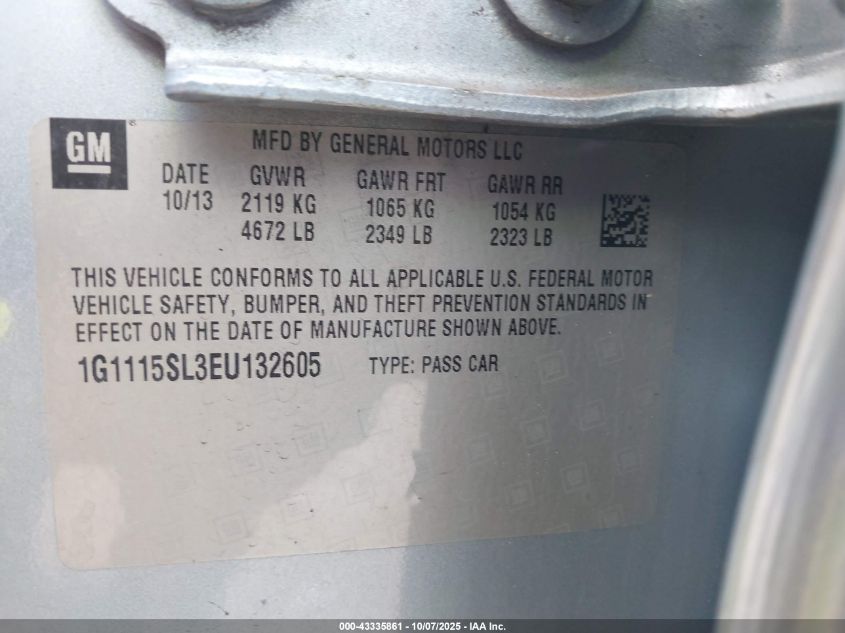 GM
MFD BY GENERAL MOTORS LLC
DATE GVWR GAWR FRT GAWR RR
10/13 2119 KG 1065 KG 1054 KG
4672 LB 2349 LB 2323 LB
THIS VEHICLE CONFORMS TO ALL APPLICABLE U.S. FEDERAL MOTOR
VEHICLE SAFETY, BUMPER, AND THEFT PREVENTION STANDARDS IN
EFFECT ON THE DATE OF MANUFACTURE SHOWN ABOVE.
1G1115SL3EU132605 TYPE: PASS CAR
000-43335861 - 10/07/2025 - IAA Inc.